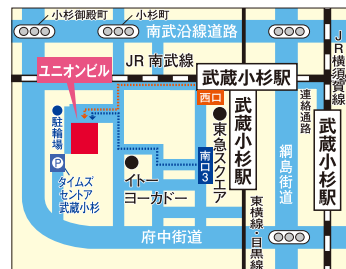 小杉御殿町
小杉町
南武沿線道路
ユニオンビル
JR 南武線
武蔵小杉駅
JR横須賀線
西口
連絡通路
駐輪場
東急スクエア
武蔵小杉駅
綱島街道
武蔵小杉駅
P
タイムズ
セントア
武蔵小杉
イトー
ヨーカドー
南口3
府中街道
東横線・目黒線